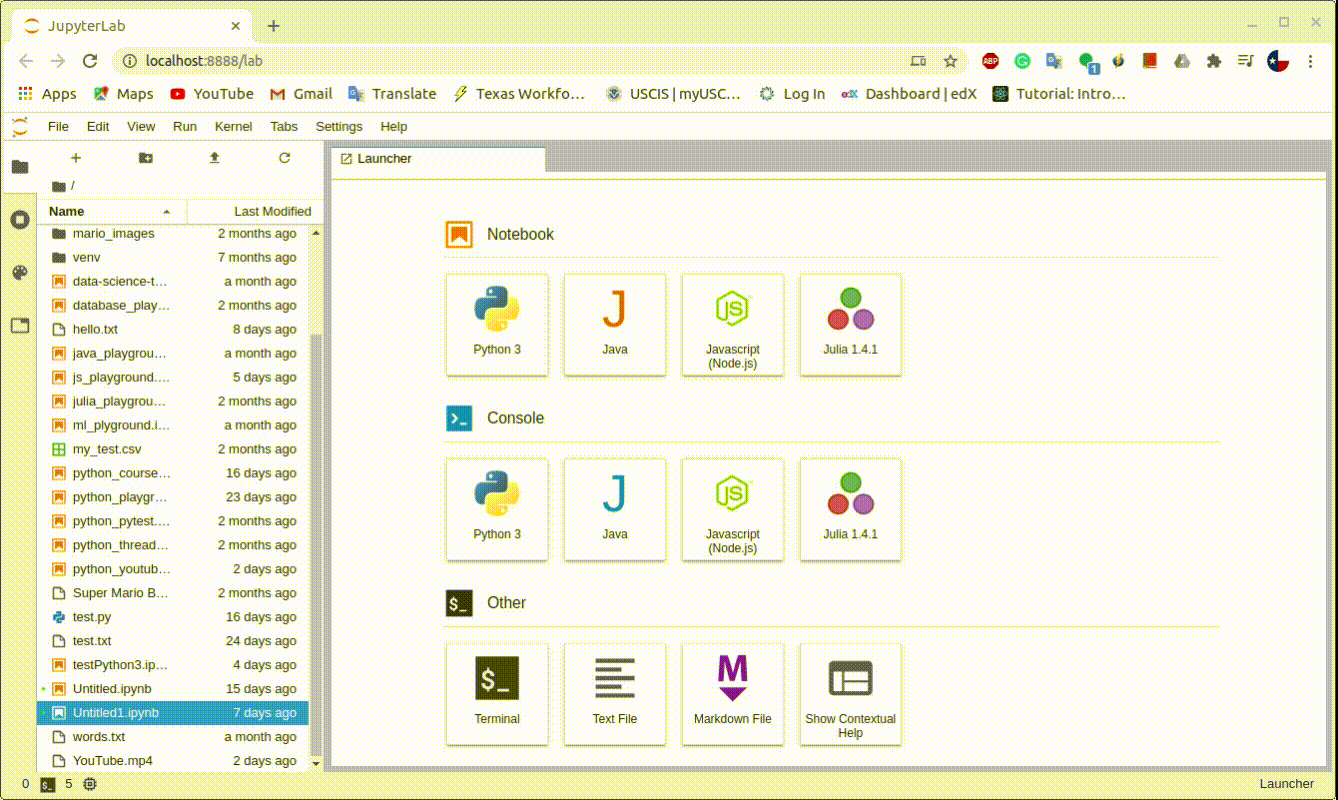 JupyterLab
localhost:8888/lab
ABP
1
Apps Maps YouTube Gmail Translate Texas Workfo... USCIS | myUSC... edX Log In Dashboard | edX Tutorial: Intro...
File Edit View Run Kernel Tabs Settings Help
/
Launcher
Name Last Modified
mario_images 2 months ago
venv 7 months ago
data-science-t... a month ago
database_play... 2 months ago
hello.txt 8 days ago
java_playgrou... a month ago
js_playground.... 5 days ago
julia_playgrou... 2 months ago
ml_plyground.i... a month ago
my_test.csv 2 months ago
python_course... 16 days ago
python_playgr... 23 days ago
python_pytest.... 2 months ago
python_thread... 2 months ago
python_youtub... 2 days ago
Super Mario B... 2 months ago
test.py 16 days ago
test.txt 24 days ago
testPython3.ip... 4 days ago
Untitled.ipynb 15 days ago
Untitled1.ipynb 7 days ago
words.txt a month ago
YouTube.mp4 2 days ago
Notebook
Python 3
J
Java
JS
Javascript
(Node.js)
Julia 1.4.1
Console
Python 3
J
Java
JS
Javascript
(Node.js)
Julia 1.4.1
$_ Other
$_
Terminal
Text File
M
Markdown File
Show Contextual
Help
0 $_ 5
Launcher